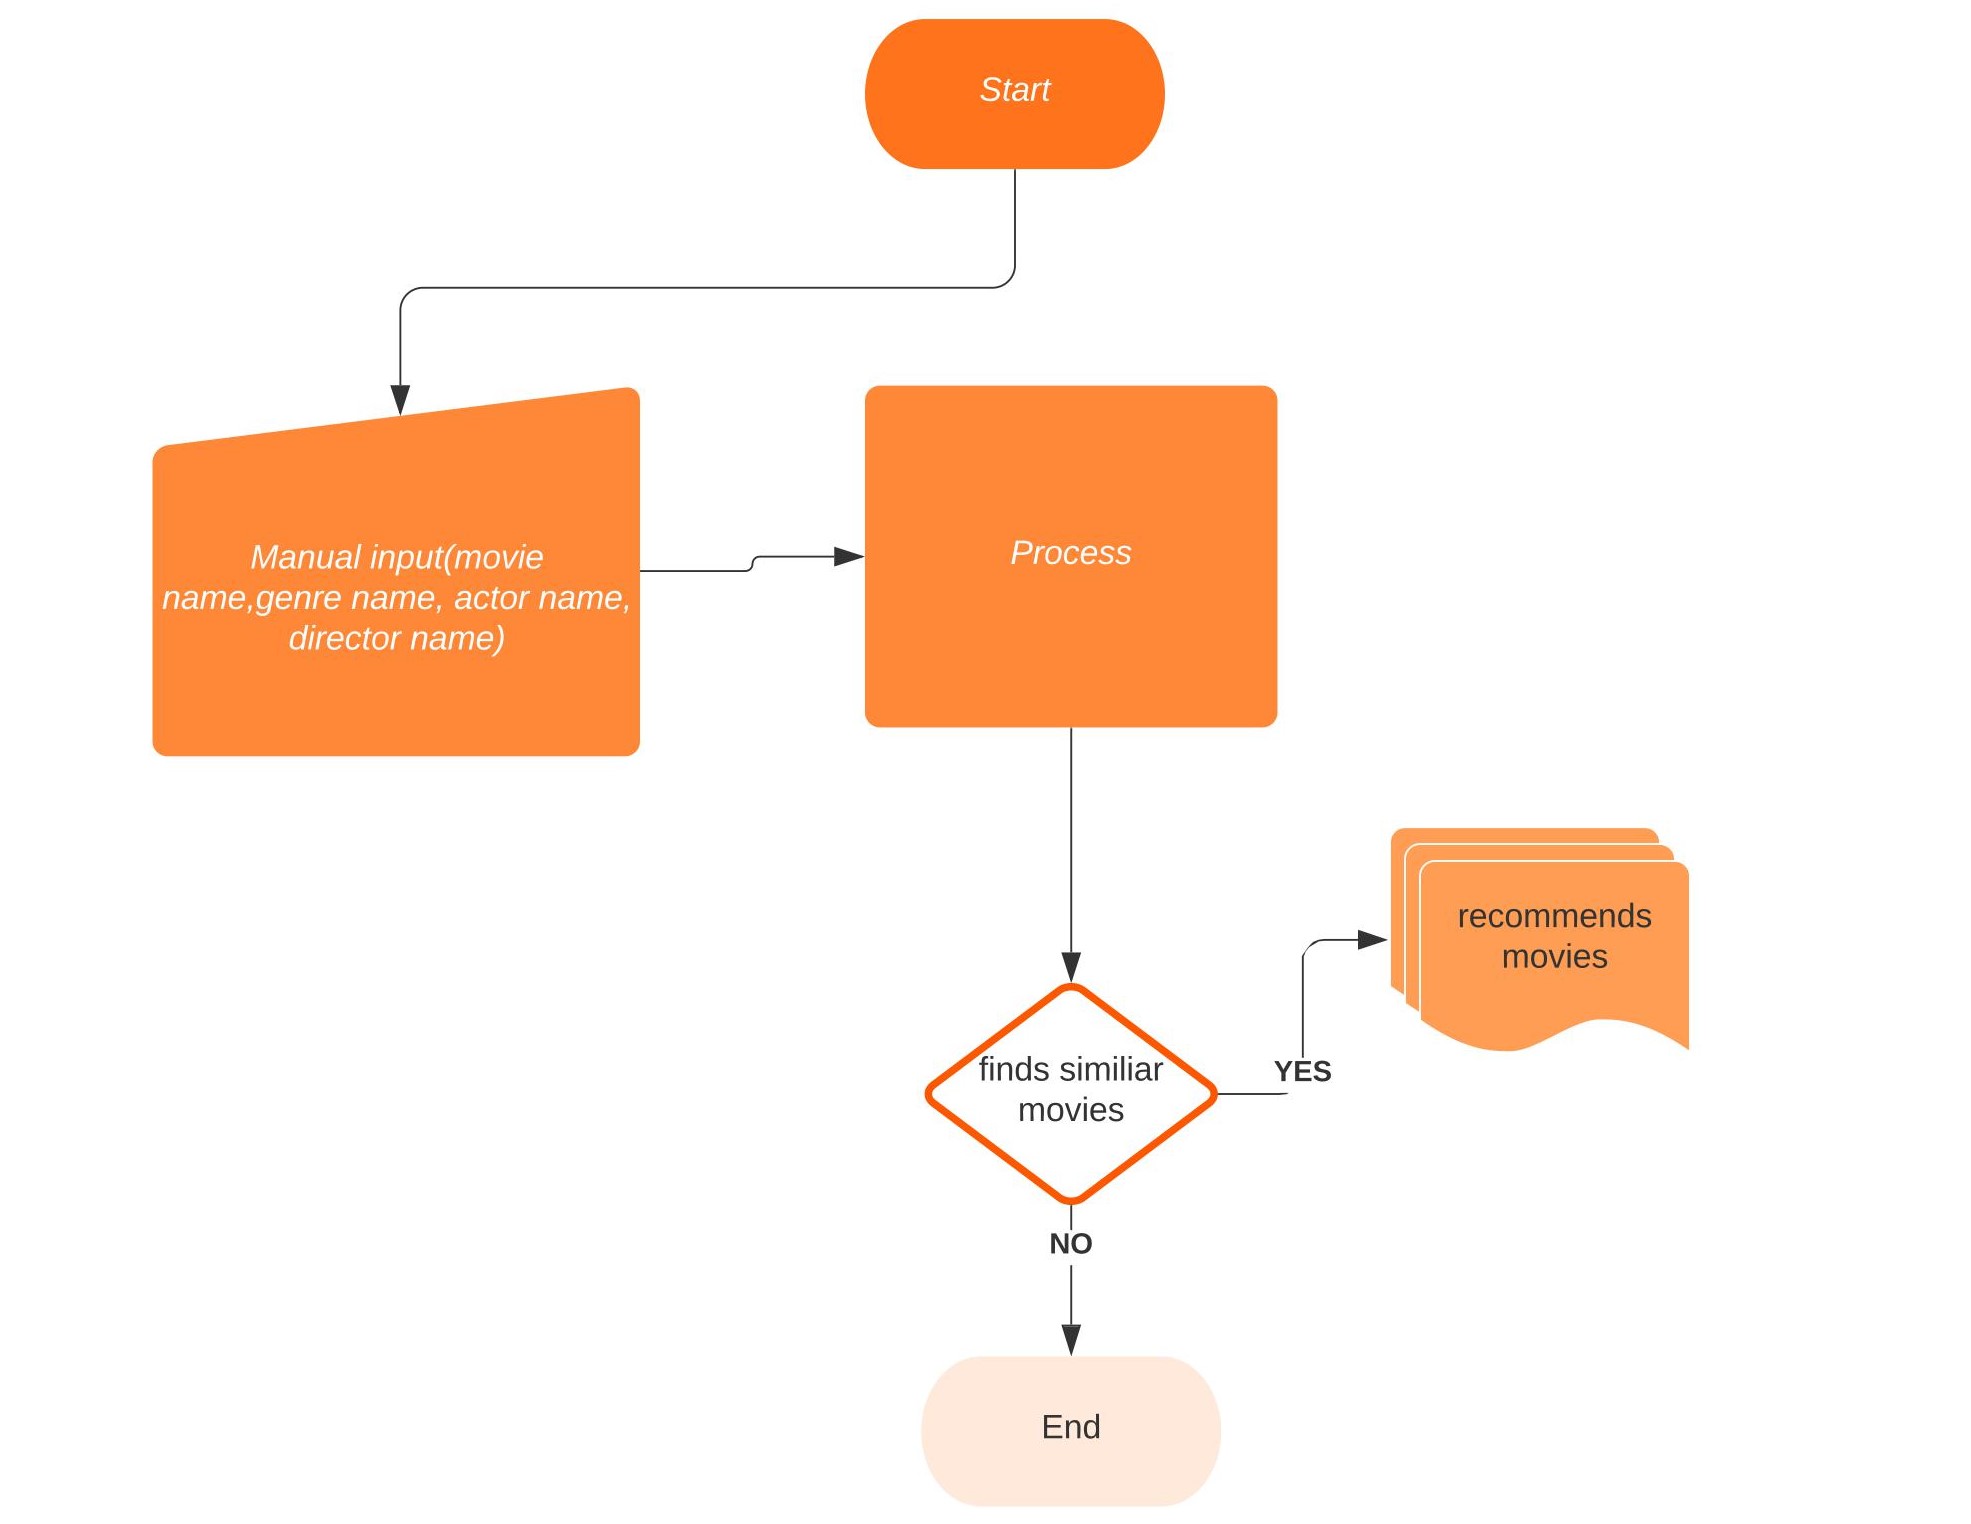 Start
Manual input(movie
name,genre name, actor name,
director name)
Process
recommends
movies
finds similiar
movies
YES
NO
End